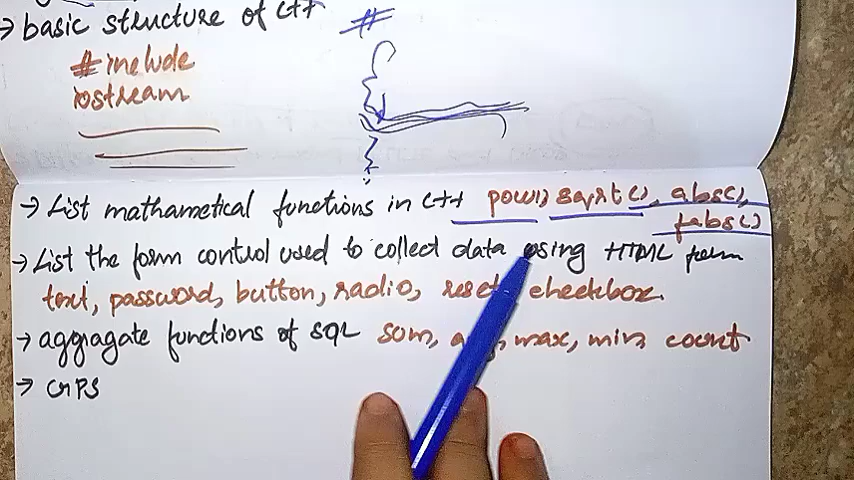 → basic structure of C++
#include
iostream
#
→ List mathametical functions in C++ pow(), sqrt(), abs(),
fabs()
→ List the form control used to collect data using HTML form
text, password, button, radio, reset, checkbox.
→ aggragate functions of SQL sum, avg, max, min, count
→ GPS